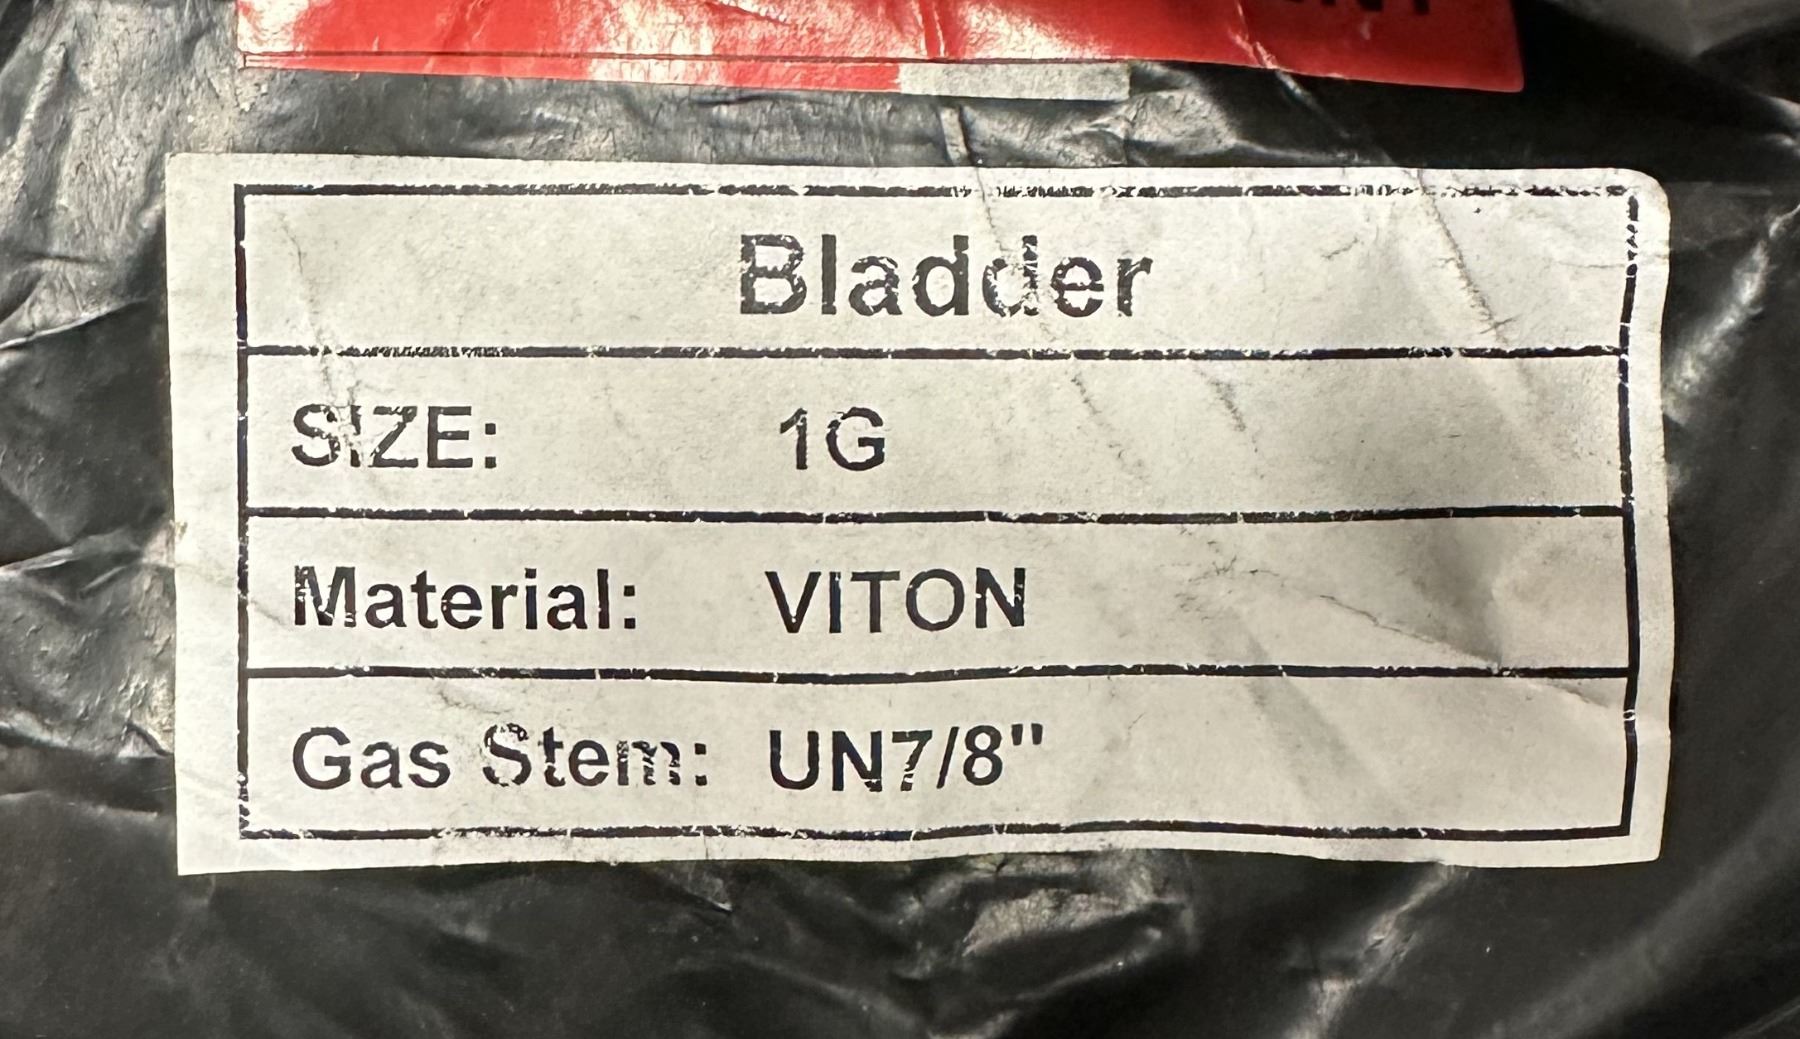 Bladder
SIZE: 1G
Material: VITON
Gas Stem: UN7/8"